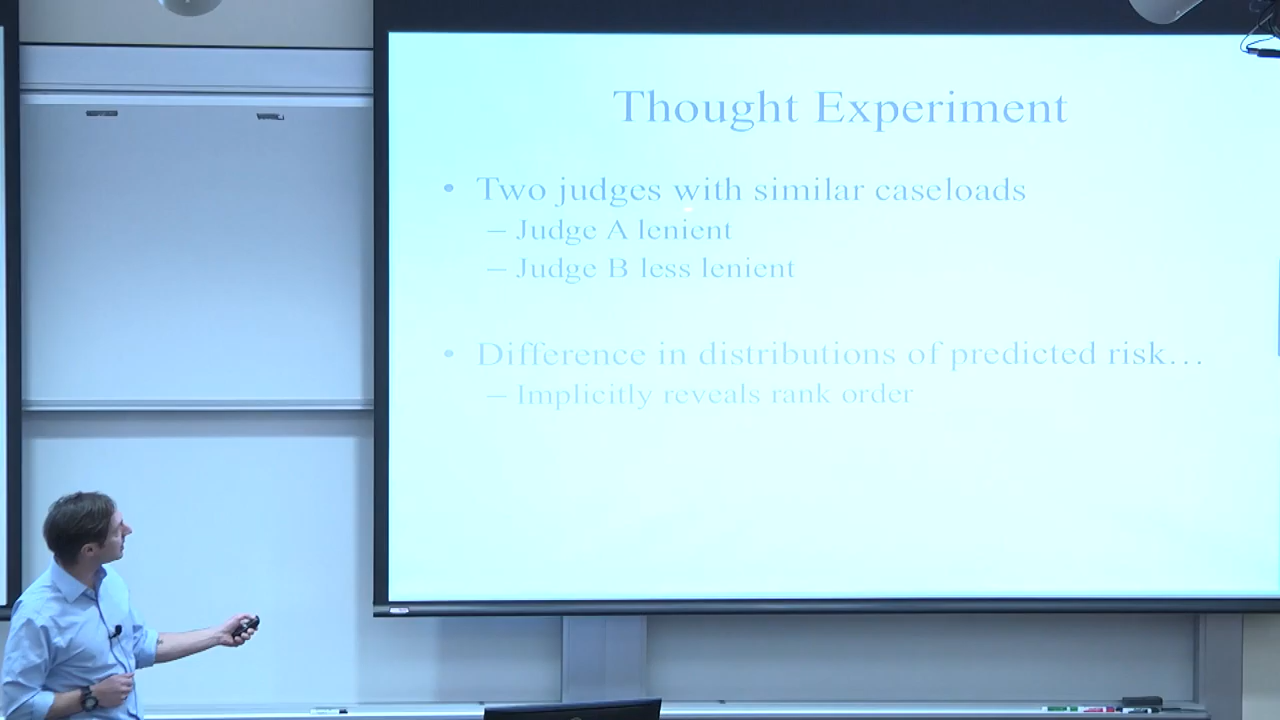 Thought Experiment
• Two judges with similar caseloads
– Judge A lenient
– Judge B less lenient
• Difference in distributions of predicted risk…
– Implicitly reveals rank order